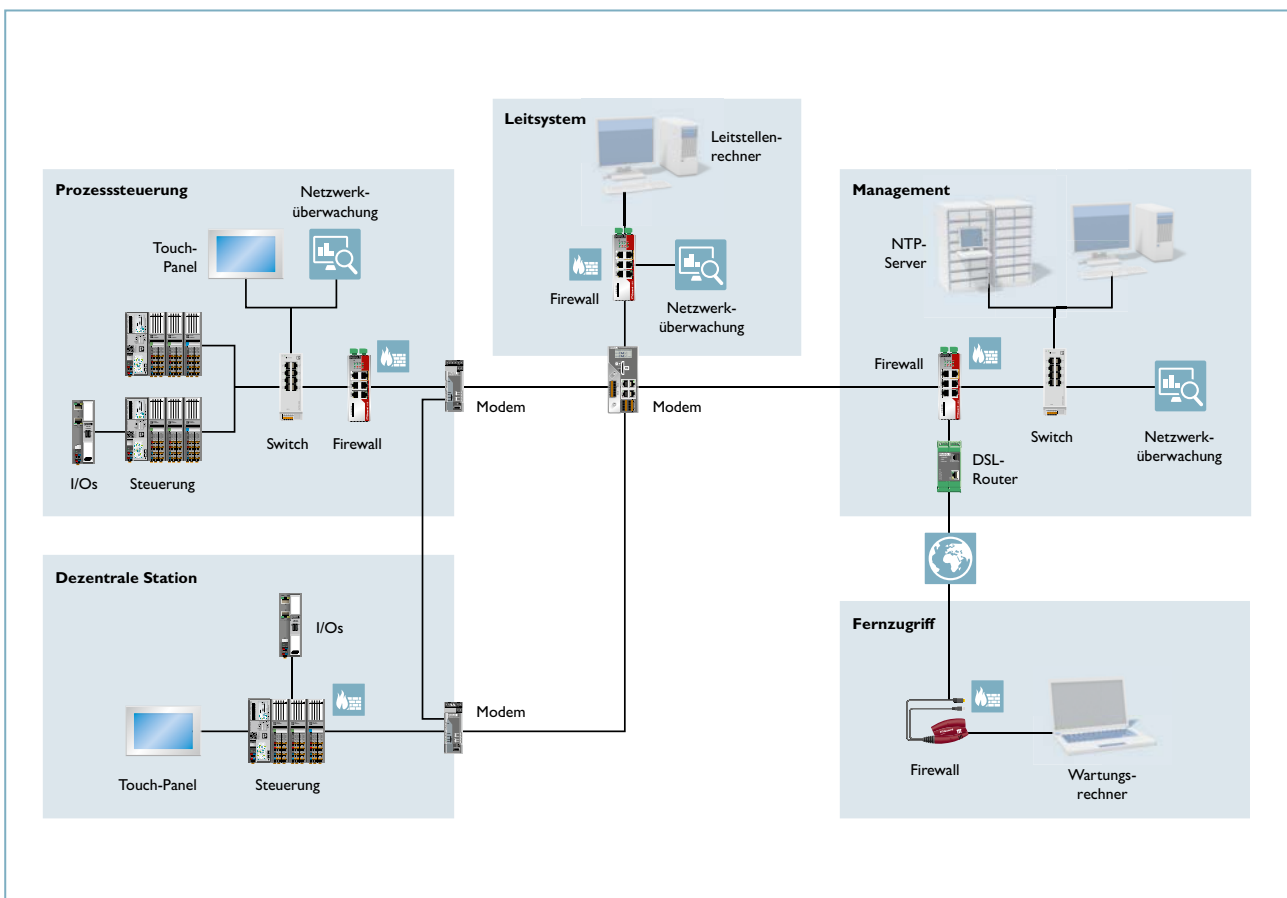 Leitsystem
Leitstellen-
rechner
Firewall
Netzwerk-
überwachung
Modem
Prozesssteuerung
Netzwerk-
überwachung
Touch-
Panel
I/Os
Steuerung
Switch
Firewall
Modem
Management
NTP-
Server
Firewall
Switch
Netzwerk-
überwachung
DSL-
Router
Dezentrale Station
I/Os
Touch-Panel
Steuerung
Modem
Fernzugriff
Firewall
Wartungs-
rechner